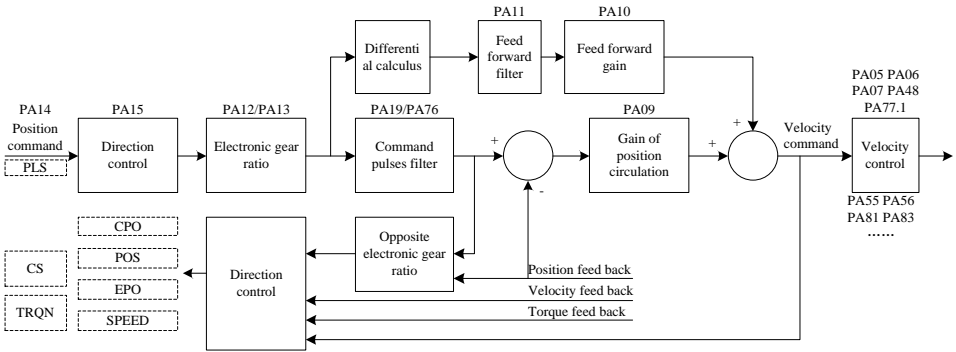 PA11
PA10
Differenti
al calculus
Feed
forward
filter
Feed forward
gain
PA05 PA06
PA07 PA48
PA77.1
PA14
PA15
PA12/PA13
PA19/PA76
PA09
Position
command
PLS
Direction
control
Electronic gear
ratio
Command
pulses filter
+
-
Gain of
position
circulation
+
+
Velocity
command
Velocity
control
PA55 PA56
PA81 PA83
……
CPO
POS
EPO
SPEED
CS
TRQN
Direction
control
Opposite
electronic gear
ratio
Position feed back
Velocity feed back
Torque feed back